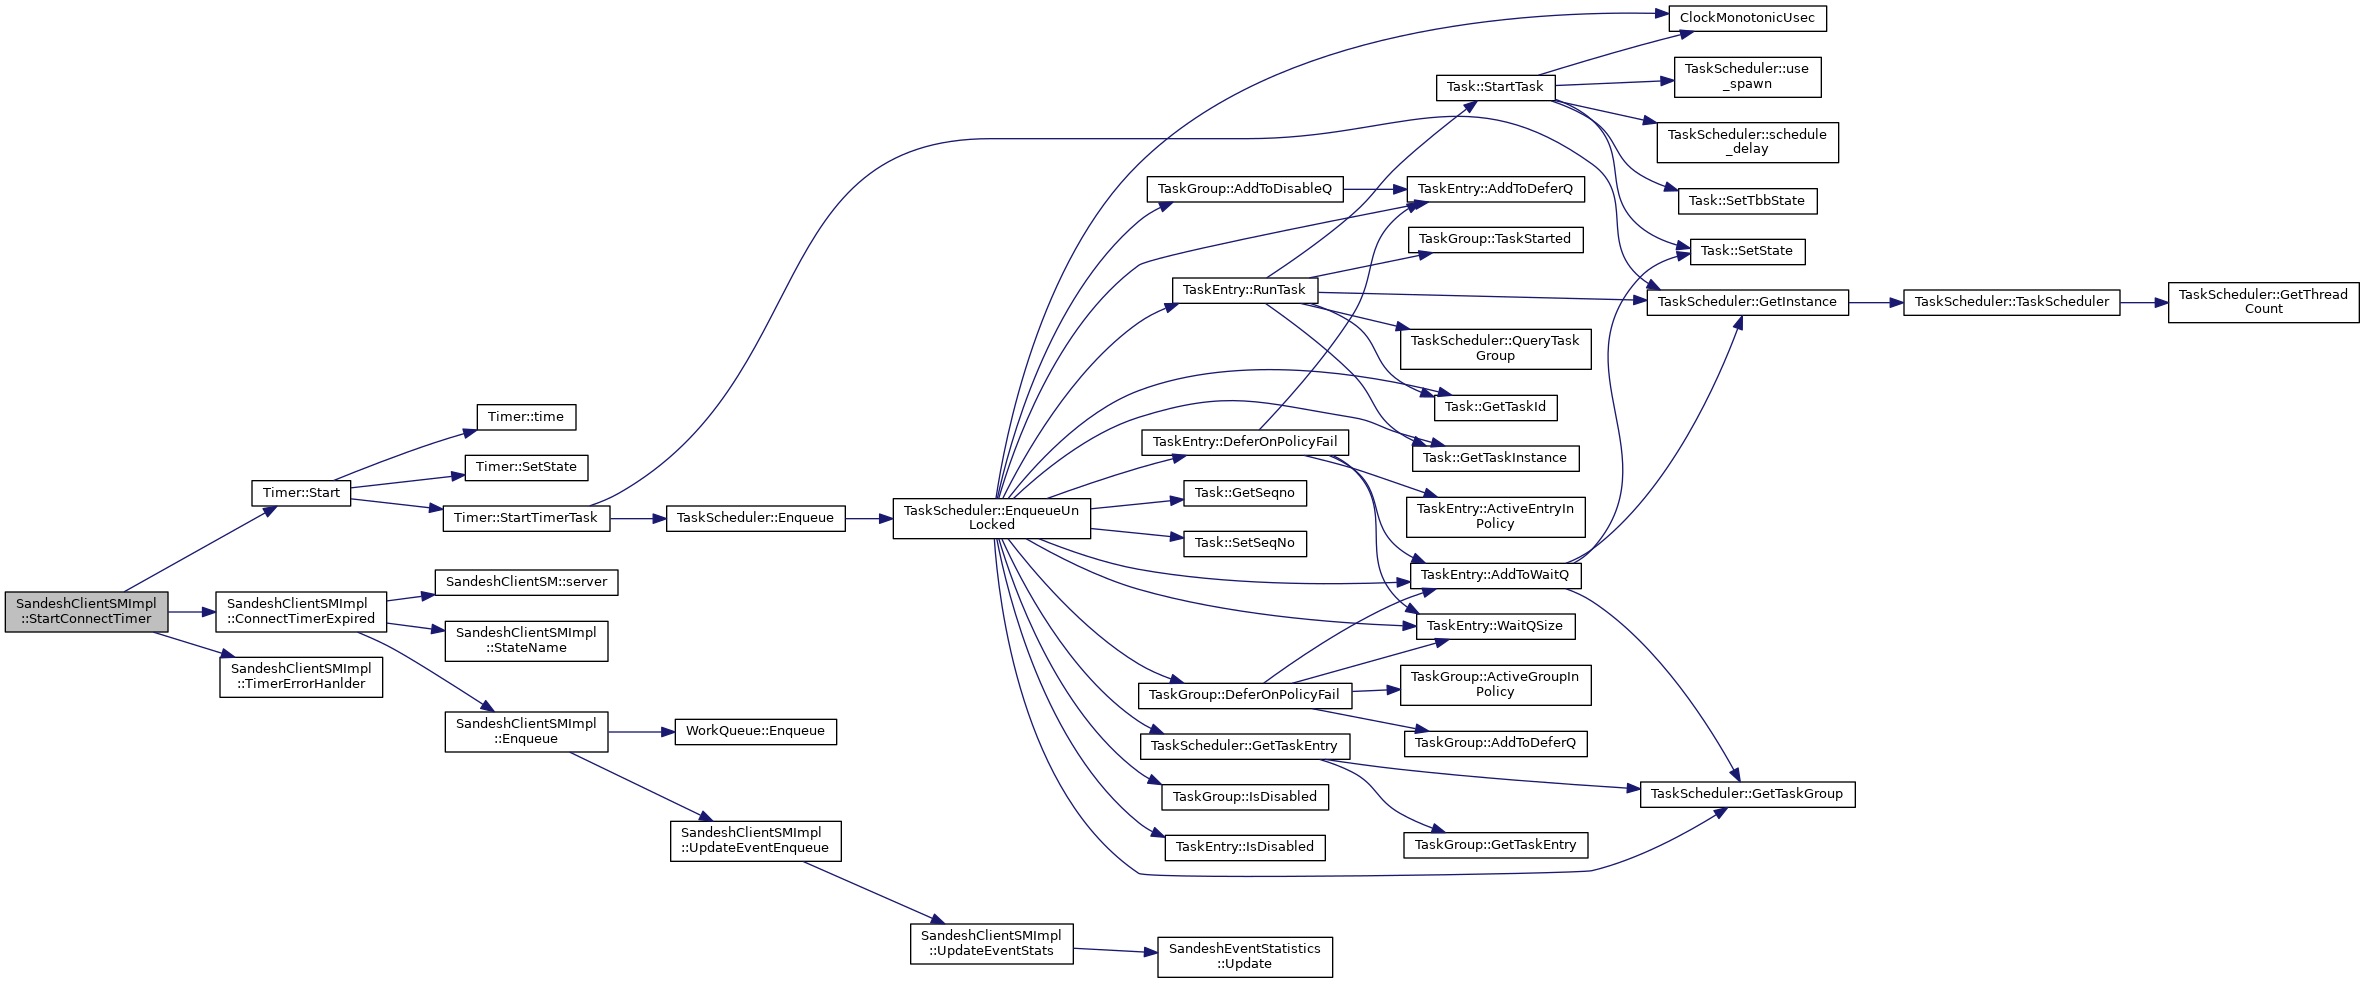 SandeshClientSMImpl
::StartConnectTimer
Timer::Start
SandeshClientSMImpl
::ConnectTimerExpired
SandeshClientSMImpl
::TimerErrorHanlder
Timer::time
Timer::SetState
Timer::StartTimerTask
SandeshClientSM::server
SandeshClientSMImpl
::StateName
SandeshClientSMImpl
::Enqueue
TaskScheduler::Enqueue
WorkQueue::Enqueue
SandeshClientSMImpl
::UpdateEventEnqueue
TaskScheduler::EnqueueUn
Locked
SandeshClientSMImpl
::UpdateEventStats
TaskGroup::AddToDisableQ
TaskEntry::RunTask
TaskEntry::DeferOnPolicyFail
Task::GetSeqno
Task::SetSeqNo
TaskGroup::DeferOnPolicyFail
TaskScheduler::GetTaskEntry
TaskGroup::IsDisabled
TaskEntry::IsDisabled
SandeshEventStatistics
::Update
Task::StartTask
TaskEntry::AddToDeferQ
TaskGroup::TaskStarted
TaskScheduler::QueryTask
Group
Task::GetTaskId
Task::GetTaskInstance
TaskEntry::ActiveEntryIn
Policy
TaskEntry::AddToWaitQ
TaskEntry::WaitQSize
TaskGroup::ActiveGroupIn
Policy
TaskGroup::AddToDeferQ
TaskGroup::GetTaskEntry
ClockMonotonicUsec
TaskScheduler::use
_spawn
TaskScheduler::schedule
_delay
Task::SetTbbState
Task::SetState
TaskScheduler::GetInstance
TaskScheduler::GetTaskGroup
TaskScheduler::TaskScheduler
TaskScheduler::GetThread
Count